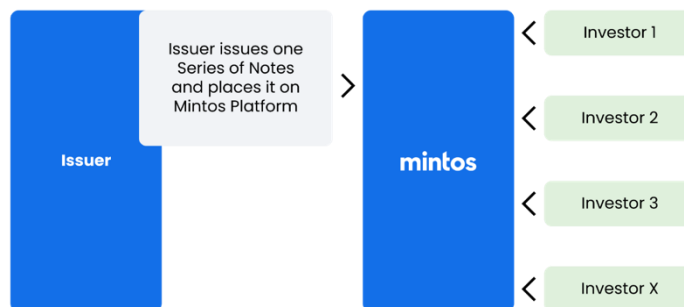 Issuer issues one
Series of Notes
and places it on
Mintos Platform
Issuer
mintos
Investor 1
Investor 2
Investor 3
Investor X